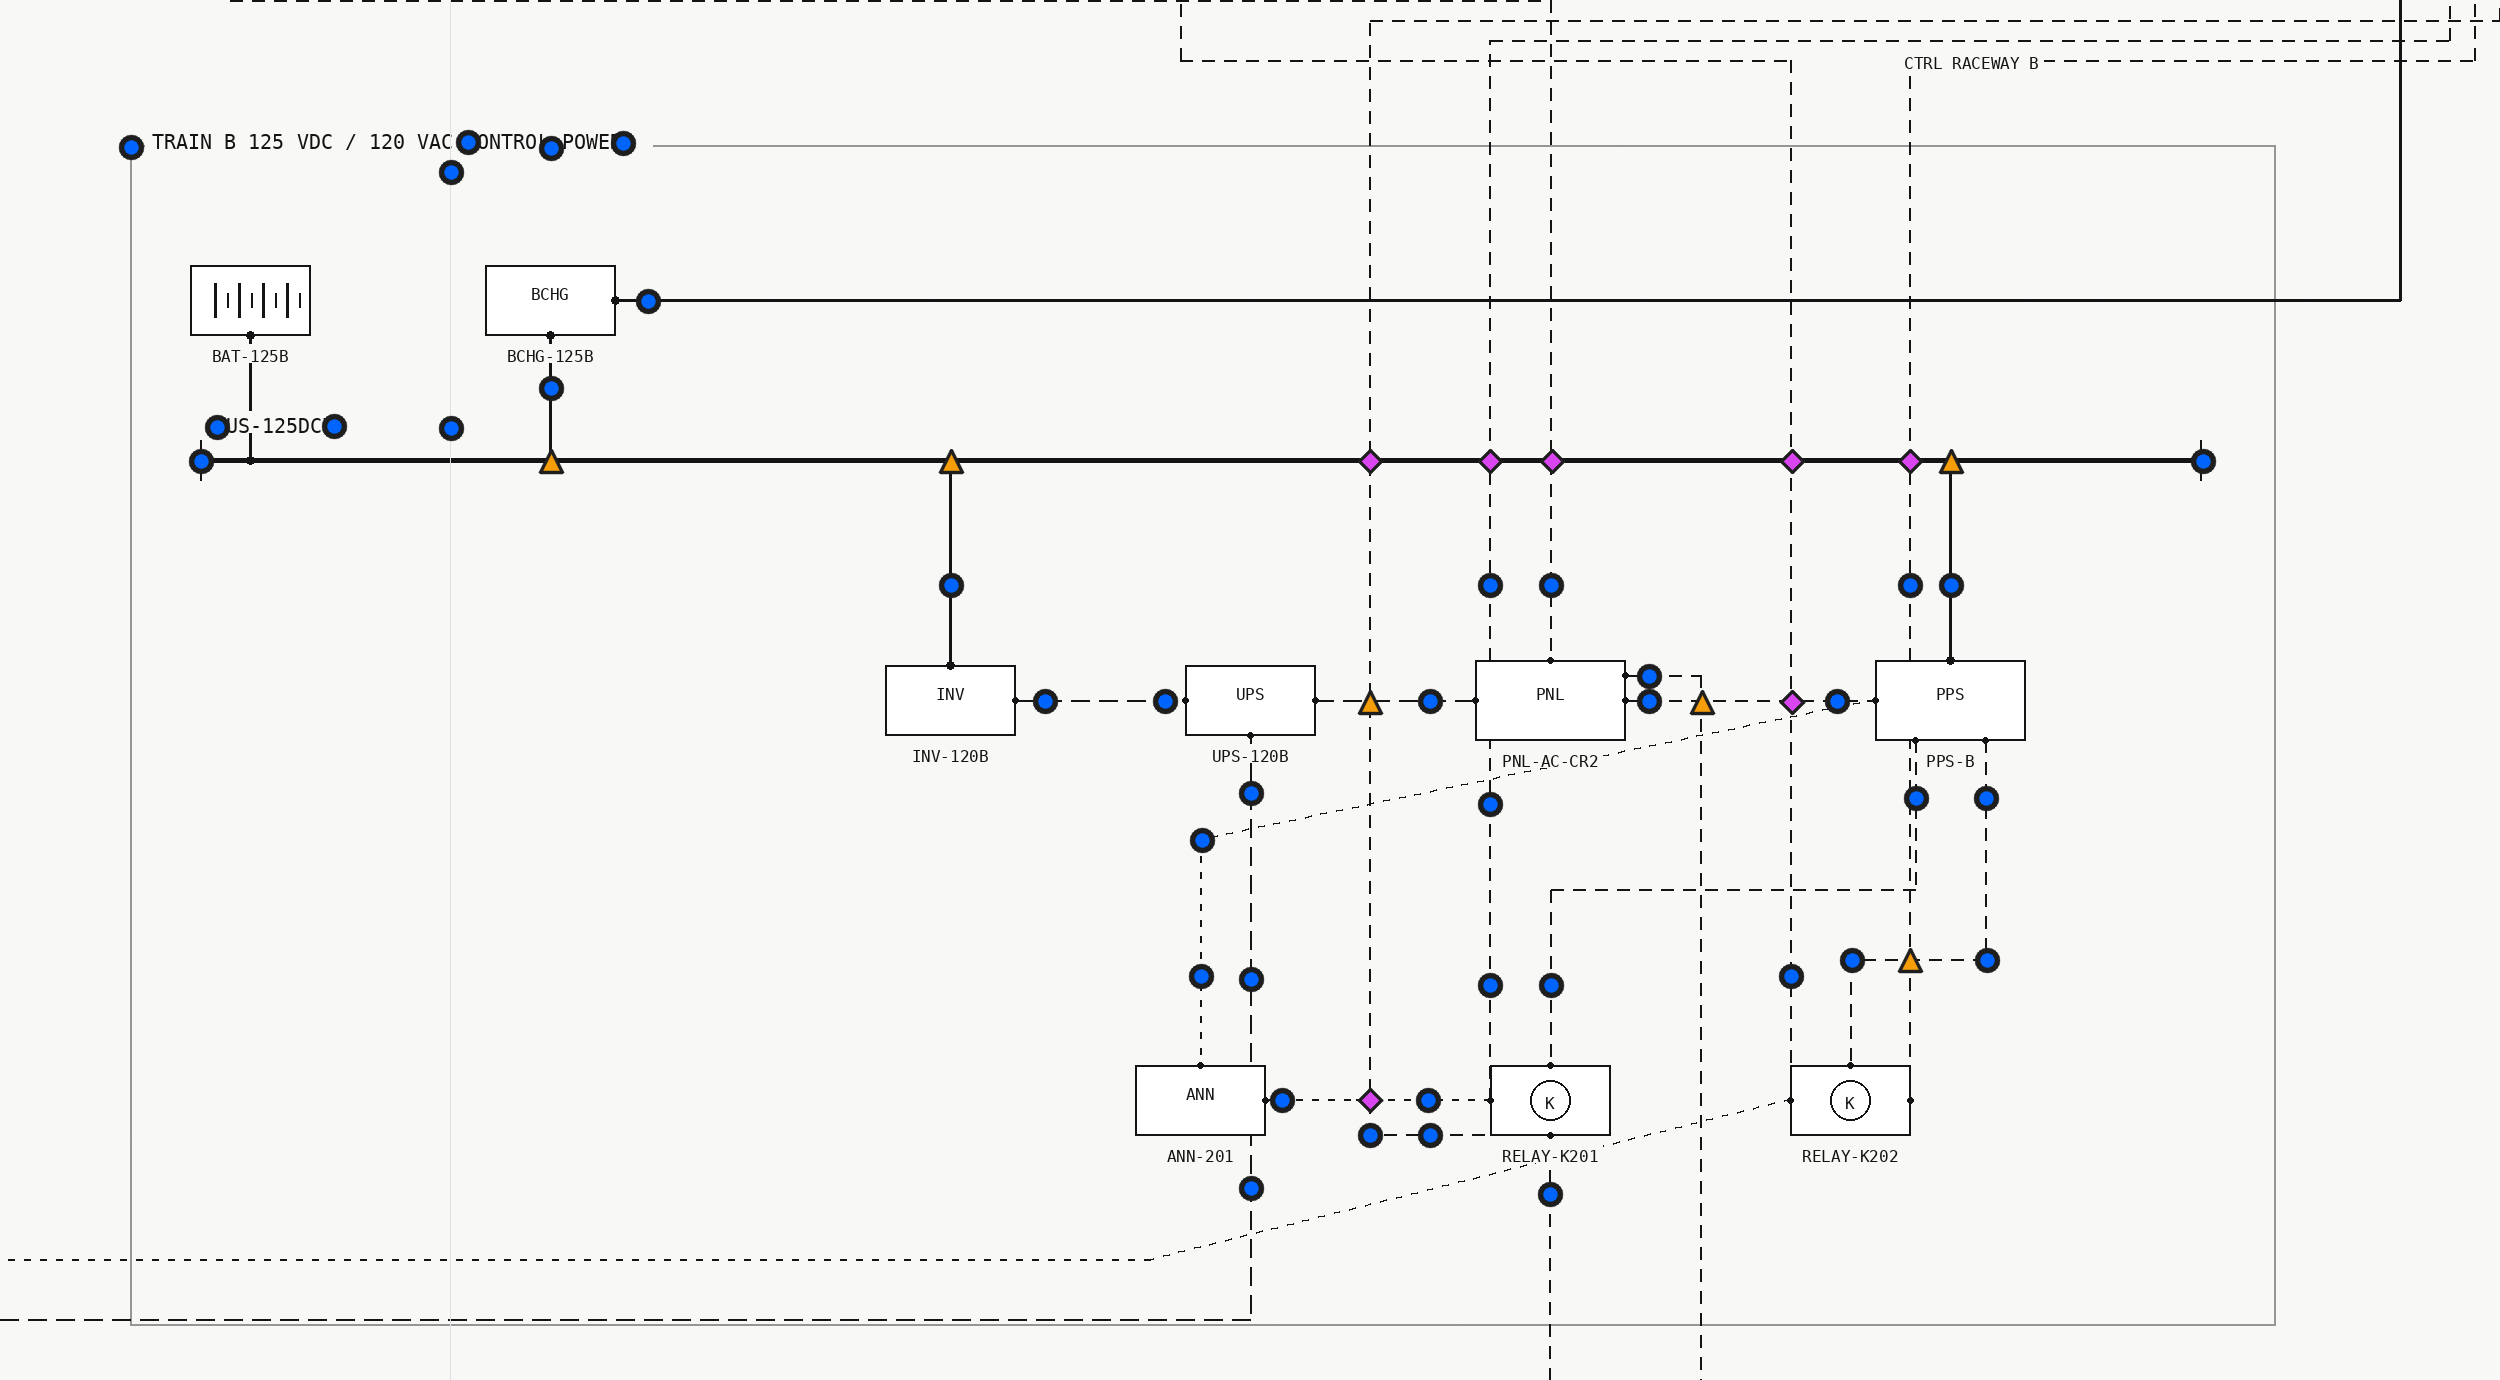 CTRL RACEWAY B
TRAIN B 125 VDC / 120 VAC
BCHG
BAT-125B
BCHG-125B
INV
UPS
PNL
PPS
INV-120B
UPS-120B
PNL-AC-CR2
PPS-B
ANN
K
K
ANN-201
RELAY-K201
RELAY-K202